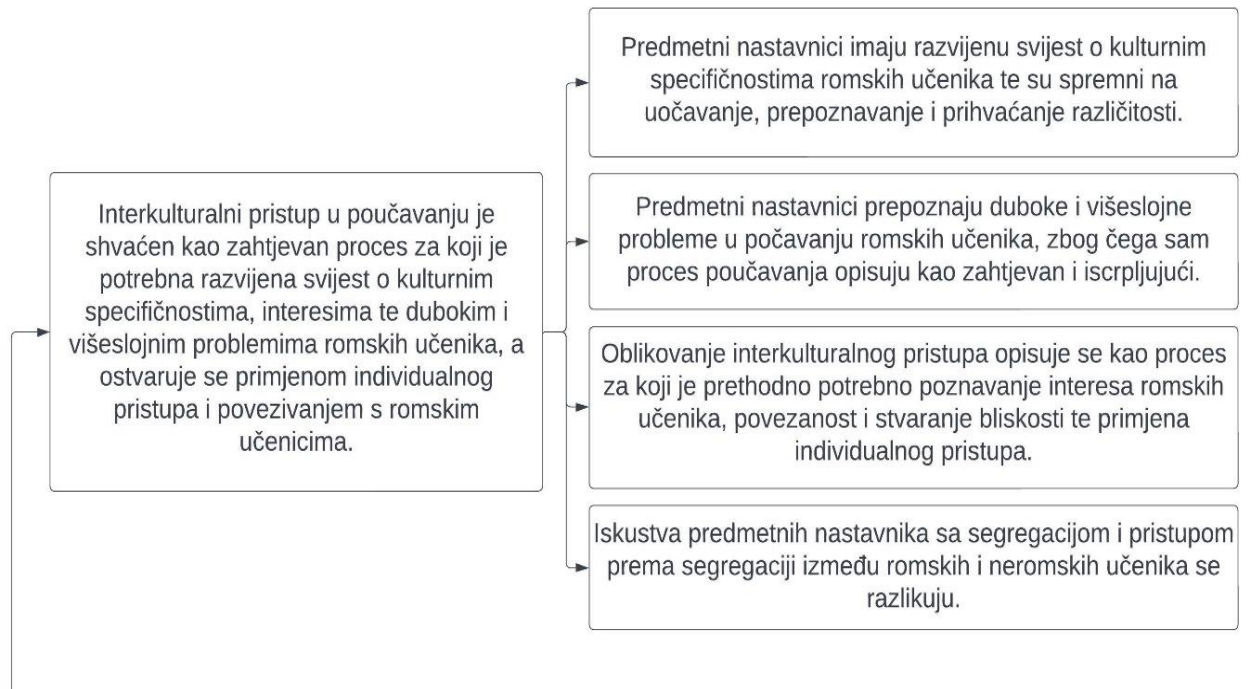 Interkulturalni pristup u poučavanju je
shvaćen kao zahtjevan proces za koji je
potrebna razvijena svijest o kulturnim
specifičnostima, interesima te dubokim i
višeslojnim problemima romskih učenika, a
ostvaruje se primjenom individualnog
pristupa i povezivanjem s romskim
učenicima.
Predmetni nastavnici imaju razvijenu svijest o kulturnim
specifičnostima romskih učenika te su spremni na
uočavanje, prepoznavanje i prihvaćanje različitosti.
Predmetni nastavnici prepoznaju duboke i višeslojne
probleme u počavanju romskih učenika, zbog čega sam
proces poučavanja opisuju kao zahtjevan i iscrpljujući.
Oblikovanje interkulturalnog pristupa opisuje se kao proces
za koji je prethodno potrebno poznavanje interesa romskih
učenika, povezanost i stvaranje bliskosti te primjena
individualnog pristupa.
Iskustva predmetnih nastavnika sa segregacijom i pristupom
prema segregaciji između romskih i neromskih učenika se
razlikuju.